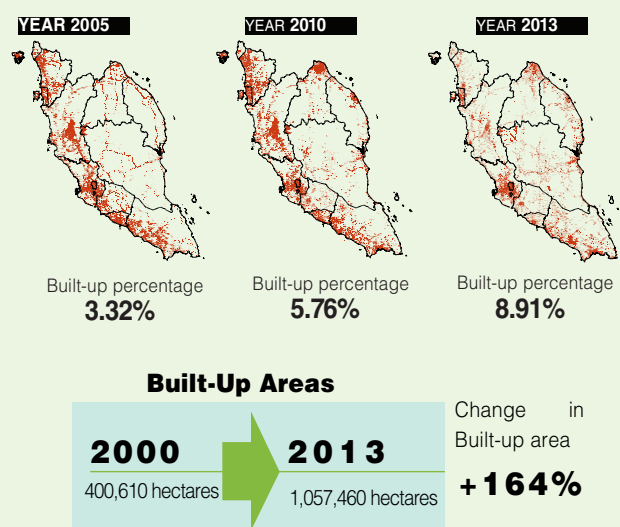 YEAR 2005
YEAR 2010
YEAR 2013
Built-up percentage
3.32%
Built-up percentage
5.76%
Built-up percentage
8.91%
Built-Up Areas
2000
400,610 hectares
2013
1,057,460 hectares
Change in
Built-up area
+164%